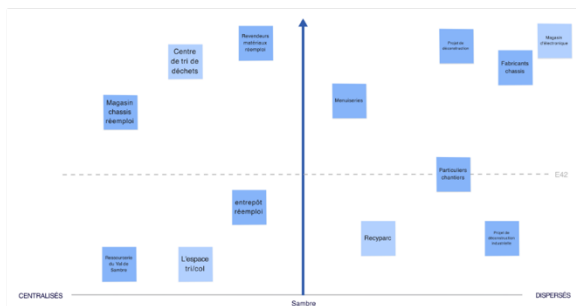 Revendeurs
matériaux
réemploi
Centre
de tri de
déchets
Magasin
chassis
réemploi
Projet de
déconstruction
Magasin
d'électronique
Fabricants
chassis
Menuiseries
Particuliers
chantiers
E42
entrepôt
réemploi
Ressourcerie
du Val de
Sambre
L'espace
tri/col
Recyparc
Projet de
déconstruction
industrielle
CENTRALISÉS
Sambre
DISPERSÉS